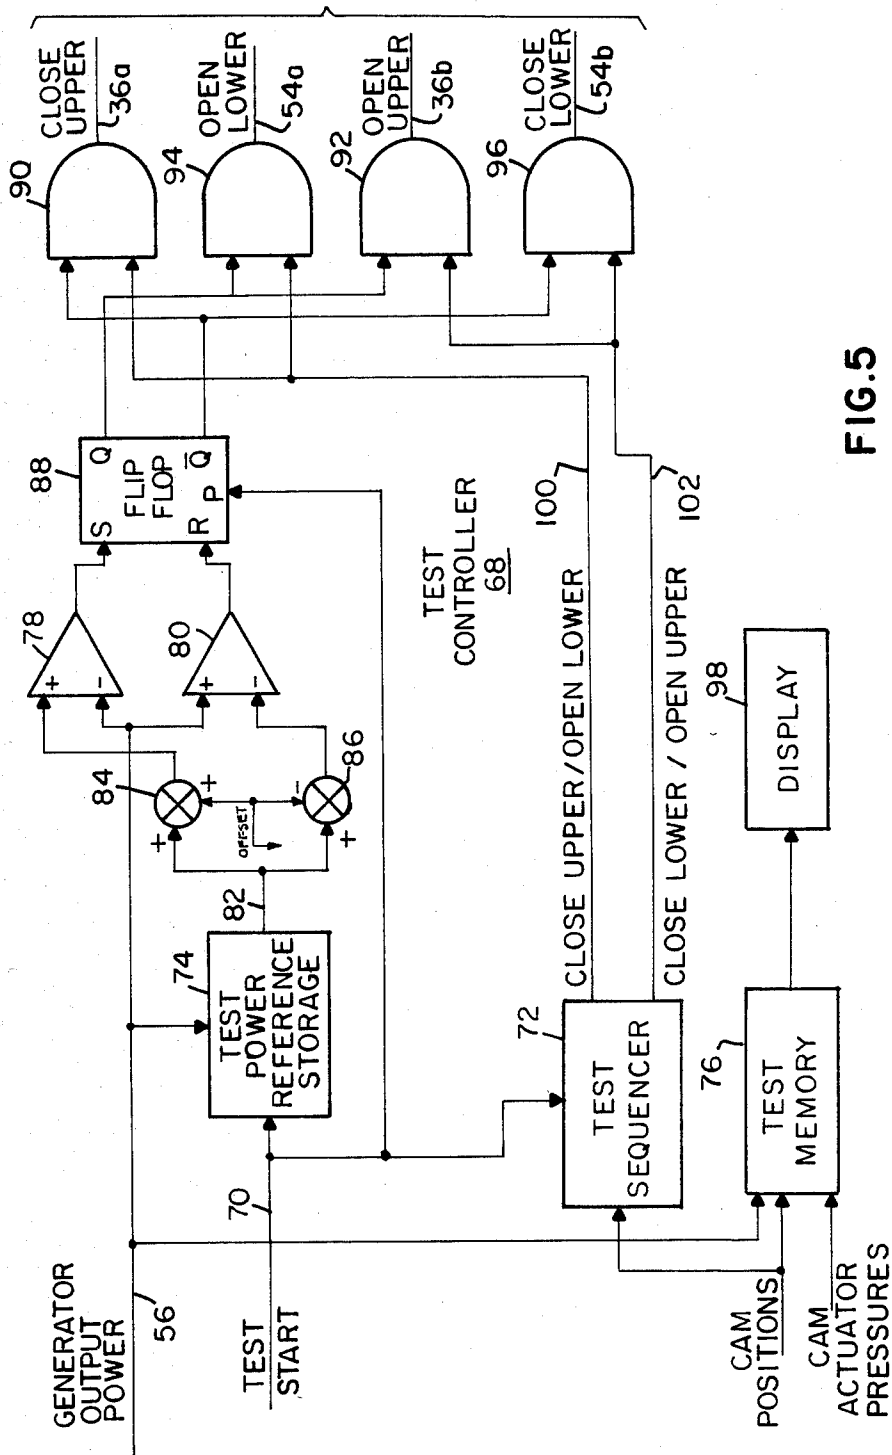 GENERATOR
OUTPUT
POWER
56
TEST
START
70
74
TEST
POWER
REFERENCE
STORAGE
82
84
+
+
OFFSET
86
-
+
78
+
-
80
+
-
88
S
Q
FLIP
FLOP
R
Q̅
P
90
CLOSE
UPPER
36a
94
OPEN
LOWER
54a
92
OPEN
UPPER
36b
96
CLOSE
LOWER
54b
TEST
CONTROLLER
68
72
TEST
SEQUENCER
CLOSE UPPER/OPEN LOWER
100
CLOSE LOWER / OPEN UPPER
102
CAM
POSITIONS
CAM
ACTUATOR
PRESSURES
76
TEST
MEMORY
98
DISPLAY
FIG.5